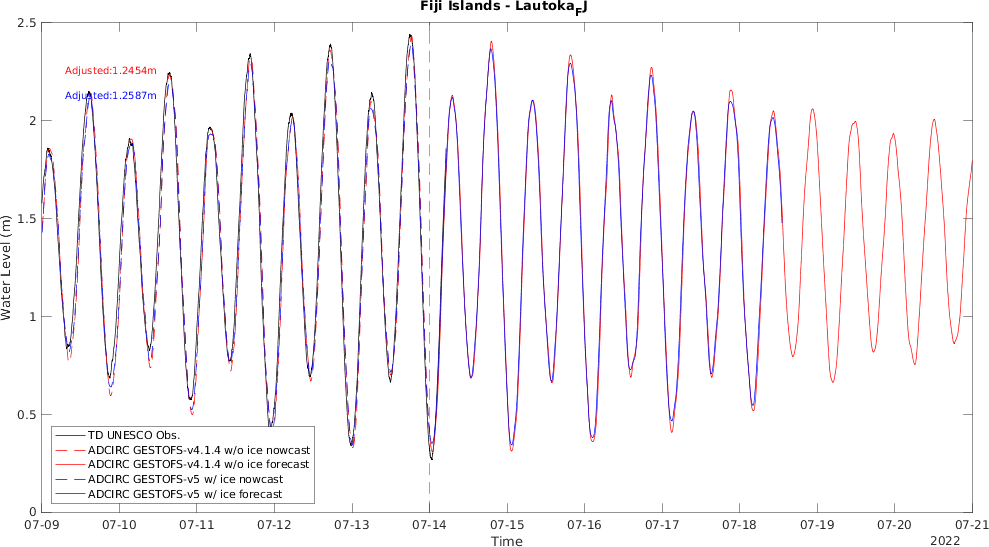 Fiji Islands - Lautoka_FJ
2.5
2
1.5
1
0.5
0
Water Level (m)
Adjusted:1.2454m
Adjusted:1.2587m
TD UNESCO Obs.
ADCIRC GESTOFS-v4.1.4 w/o ice nowcast
ADCIRC GESTOFS-v4.1.4 w/o ice forecast
ADCIRC GESTOFS-v5 w/ ice nowcast
ADCIRC GESTOFS-v5 w/ ice forecast
07-09 07-10 07-11 07-12 07-13 07-14 07-15 07-16 07-17 07-18 07-19 07-20 07-21
Time
2022